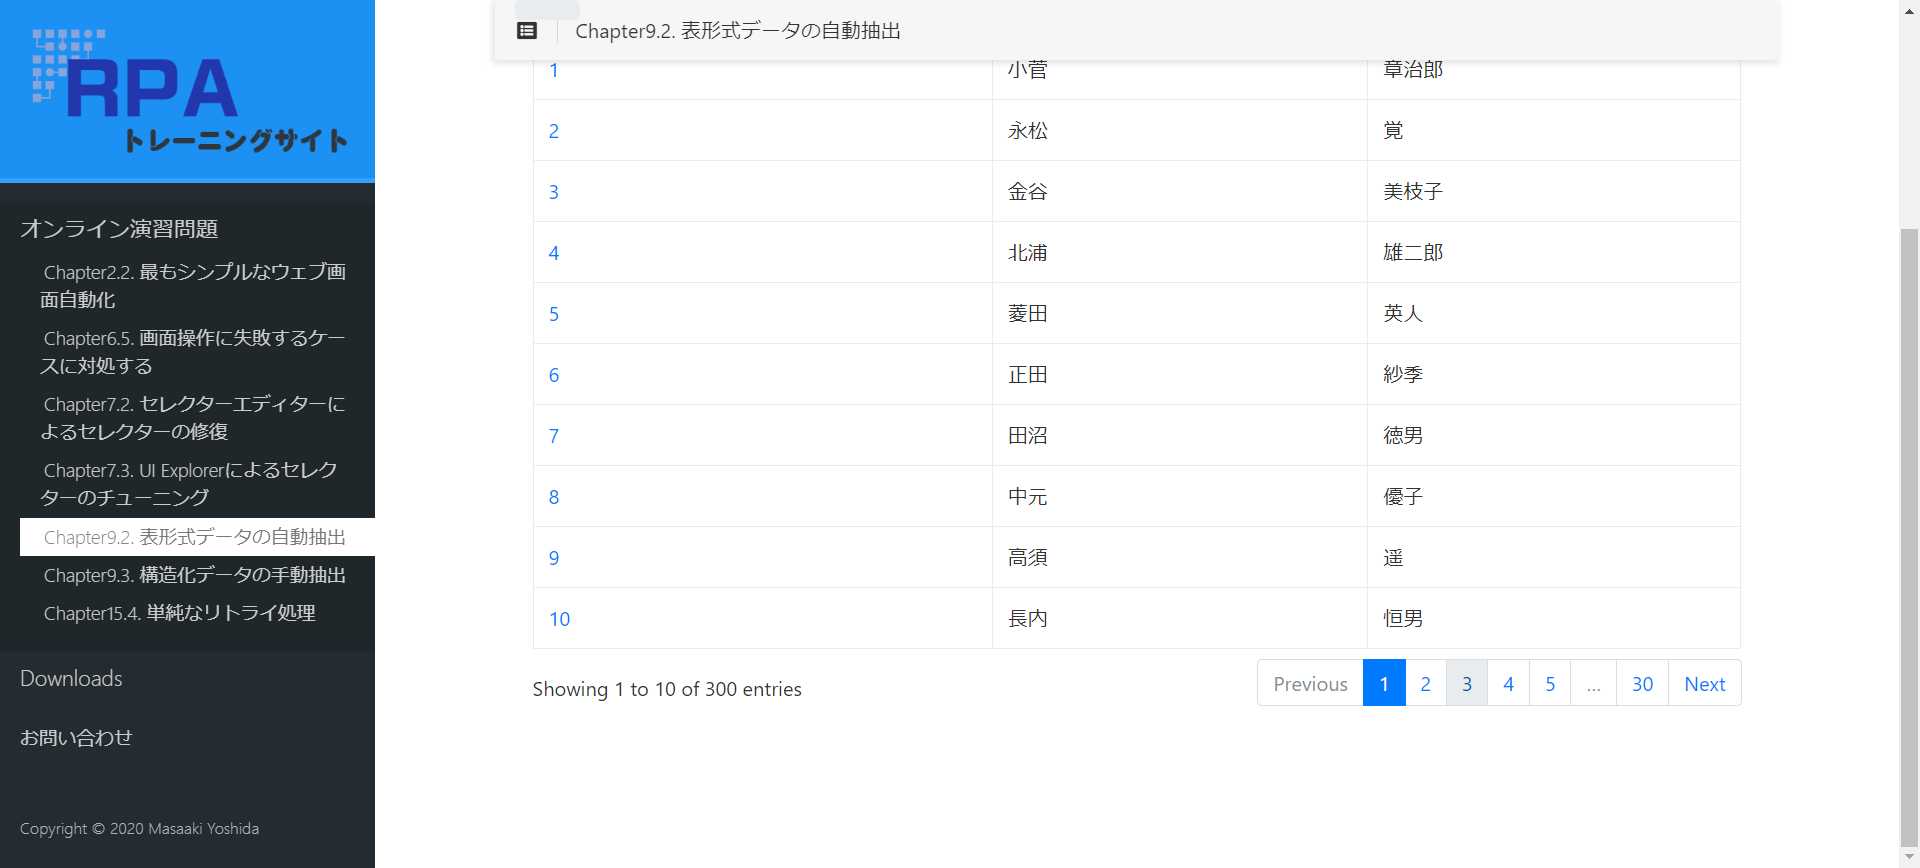 RPA
トレーニングサイト
オンライン演習問題
Chapter2.2. 最もシンプルなウェブ画
面自動化
Chapter6.5. 画面操作に失敗するケー
スに対処する
Chapter7.2. セレクターエディターに
よるセレクターの修復
Chapter7.3. UI Explorerによるセレク
ターのチューニング
Chapter9.2. 表形式データの自動抽出
Chapter9.3. 構造化データの手動抽出
Chapter15.4. 単純なリトライ処理
Downloads
お問い合わせ
Copyright © 2020 Masaaki Yoshida
Chapter9.2. 表形式データの自動抽出
1 小菅 章治郎
2 永松 覚
3 金谷 美枝子
4 北浦 雄二郎
5 菱田 英人
6 正田 紗季
7 田沼 徳男
8 中元 優子
9 高須 遥
10 長内 恒男
Showing 1 to 10 of 300 entries
Previous 1 2 3 4 5 … 30 Next